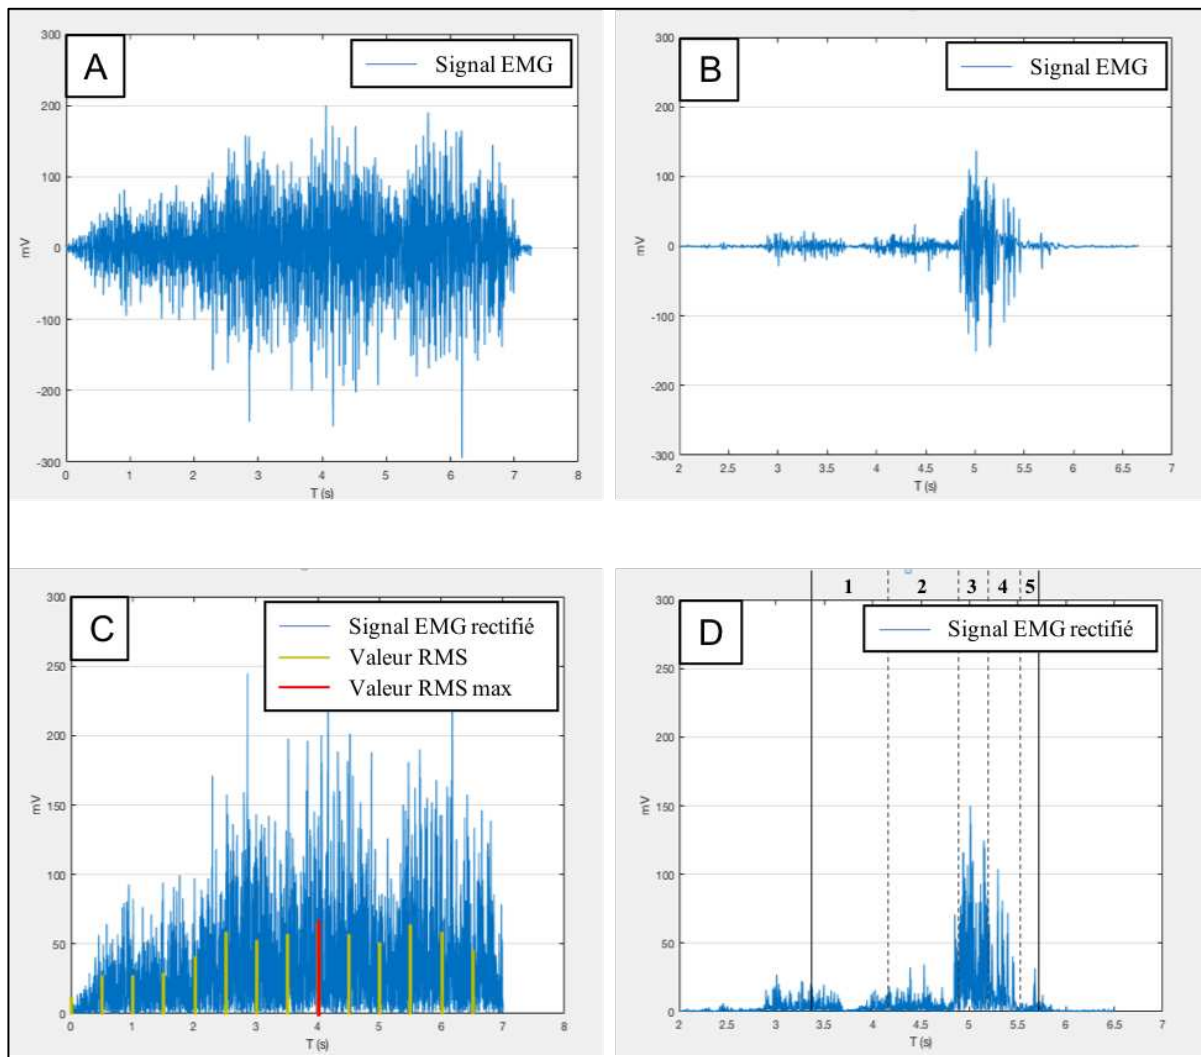 A
Signal EMG
300
200
100
0
-100
-200
-300
mV
0 1 2 3 4 5 6 7 8
T (s)
B
Signal EMG
300
200
100
0
-100
-200
-300
mV
2 2.5 3 3.5 4 4.5 5 5.5 6 6.5 7
T (s)
C
Signal EMG rectifié
Valeur RMS
Valeur RMS max
300
250
200
150
100
50
0
mV
0 1 2 3 4 5 6 7 8
T (s)
1 2 3 4 5
D
Signal EMG rectifié
300
250
200
150
100
50
0
mV
2 2.5 3 3.5 4 4.5 5 5.5 6 6.5 7
T (s)